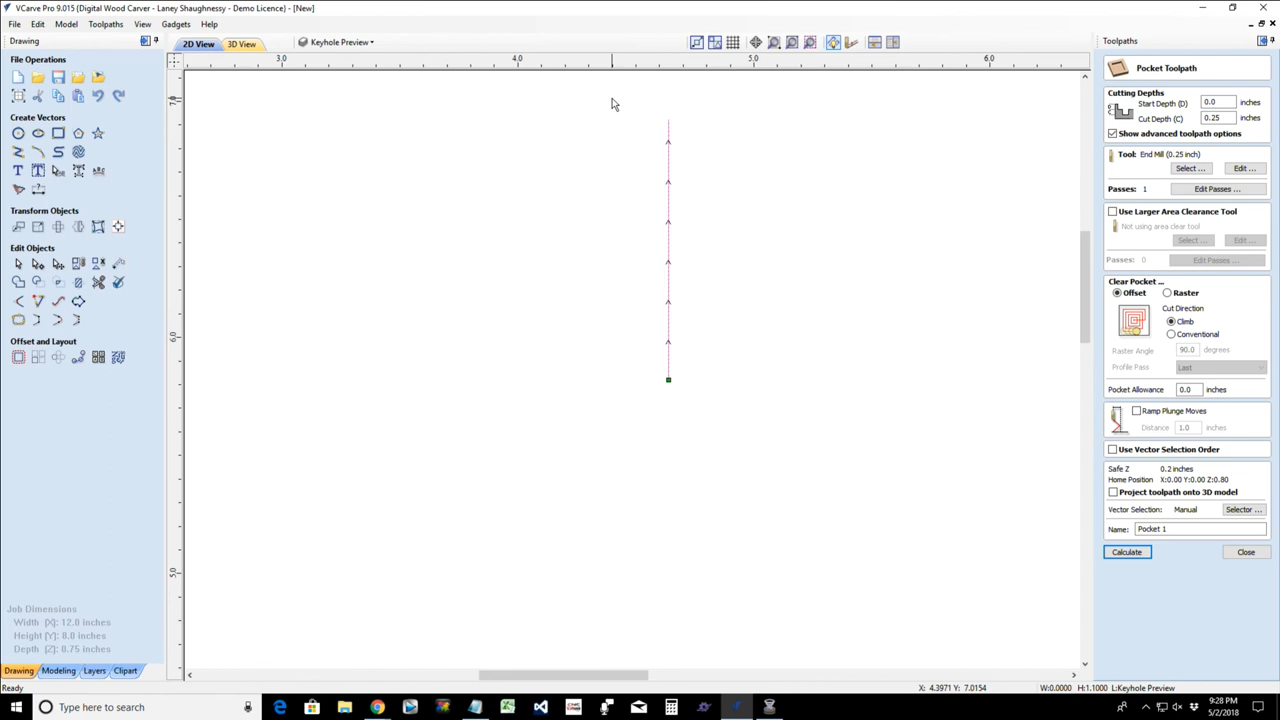 VCarve Pro 9.015 {Digital Wood Carver - Laney Shaughnessy - Demo Licence} - [New]
File Edit Model Toolpaths View Gadgets Help
Drawing
2D View
3D View
Keyhole Preview
Toolpaths
File Operations
Create Vectors
Transform Objects
Edit Objects
Offset and Layout
Job Dimensions
Width (X): 12.0 inches
Height (Y): 8.0 inches
Depth (Z): 0.75 inches
Drawing Modeling Layers Clipart
3.0 4.0 5.0 6.0
7.0
6.0
5.0
Pocket Toolpath
Cutting Depths
Start Depth (D) 0.0 inches
Cut Depth (C) 0.25 inches
Show advanced toolpath options
Tool: End Mill (0.25 inch)
Select ... Edit ...
Passes: 1 Edit Passes ...
Use Larger Area Clearance Tool
Not using area clear tool
Select ... Edit ...
Passes: 0 Edit Passes ...
Clear Pocket ...
Offset Raster
Cut Direction
Climb
Conventional
Raster Angle 90.0 degrees
Profile Pass Last
Pocket Allowance 0.0 inches
Ramp Plunge Moves
Distance 1.0 inches
Use Vector Selection Order
Safe Z 0.2 inches
Home Position X:0.00 Y:0.00 Z:0.80
Project toolpath onto 3D model
Vector Selection: Manual Selector ...
Name: Pocket 1
Calculate Close
Ready
X: 4.3971 Y: 7.0154
W:0.0000 H:1.1000 L:Keyhole Preview
Type here to search
9:28 PM
5/2/2018